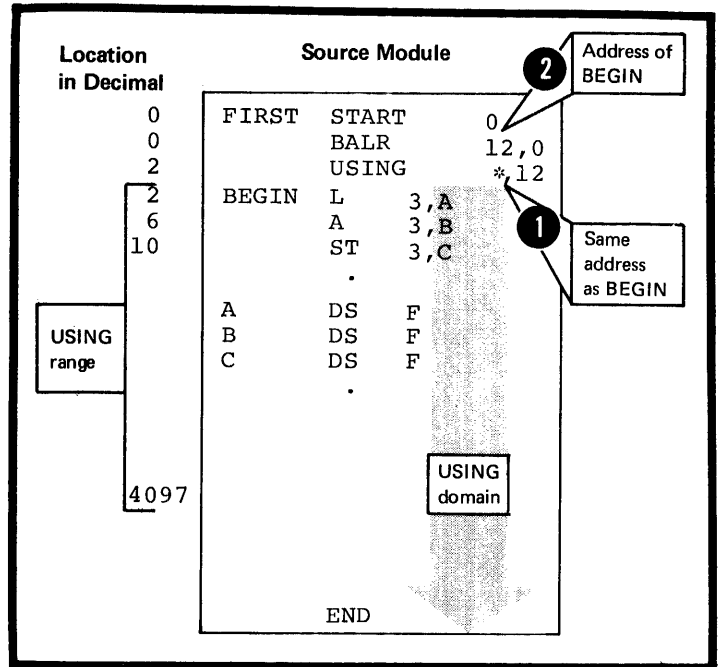 Location
in Decimal
Source Module
2
Address of
BEGIN
0 FIRST START 0
0 BALR 12,0
2 USING *,12
2 BEGIN L 3,A
6 A 3,B
10 ST 3,C
.
1
Same
address
as BEGIN
A DS F
B DS F
C DS F
.
USING
range
USING
domain
4097
END